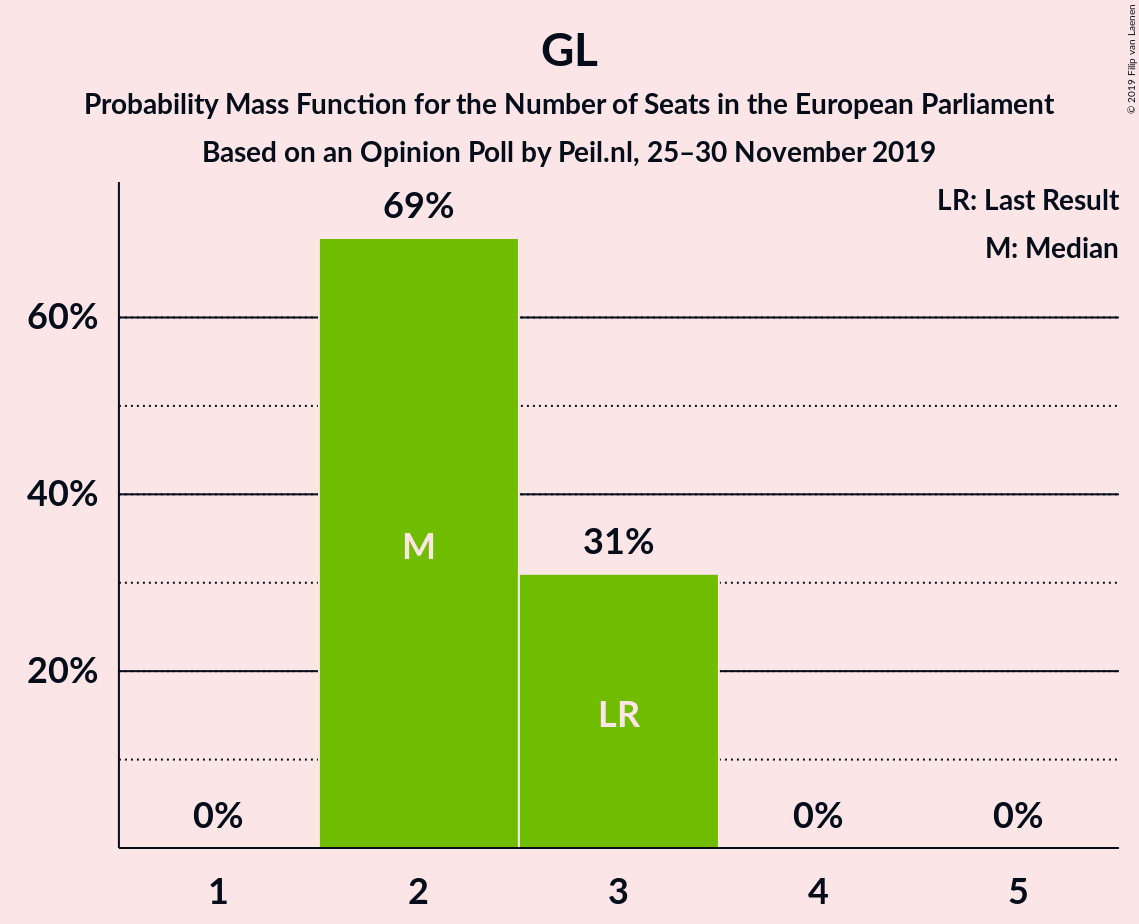 GL
Probability Mass Function for the Number of Seats in the European Parliament
Based on an Opinion Poll by Peil.nl, 25–30 November 2019
© 2019 Filip van Laenen
LR: Last Result
M: Median
69%
60%
40%
M
31%
20%
LR
0%
0%
0%
1
2
3
4
5